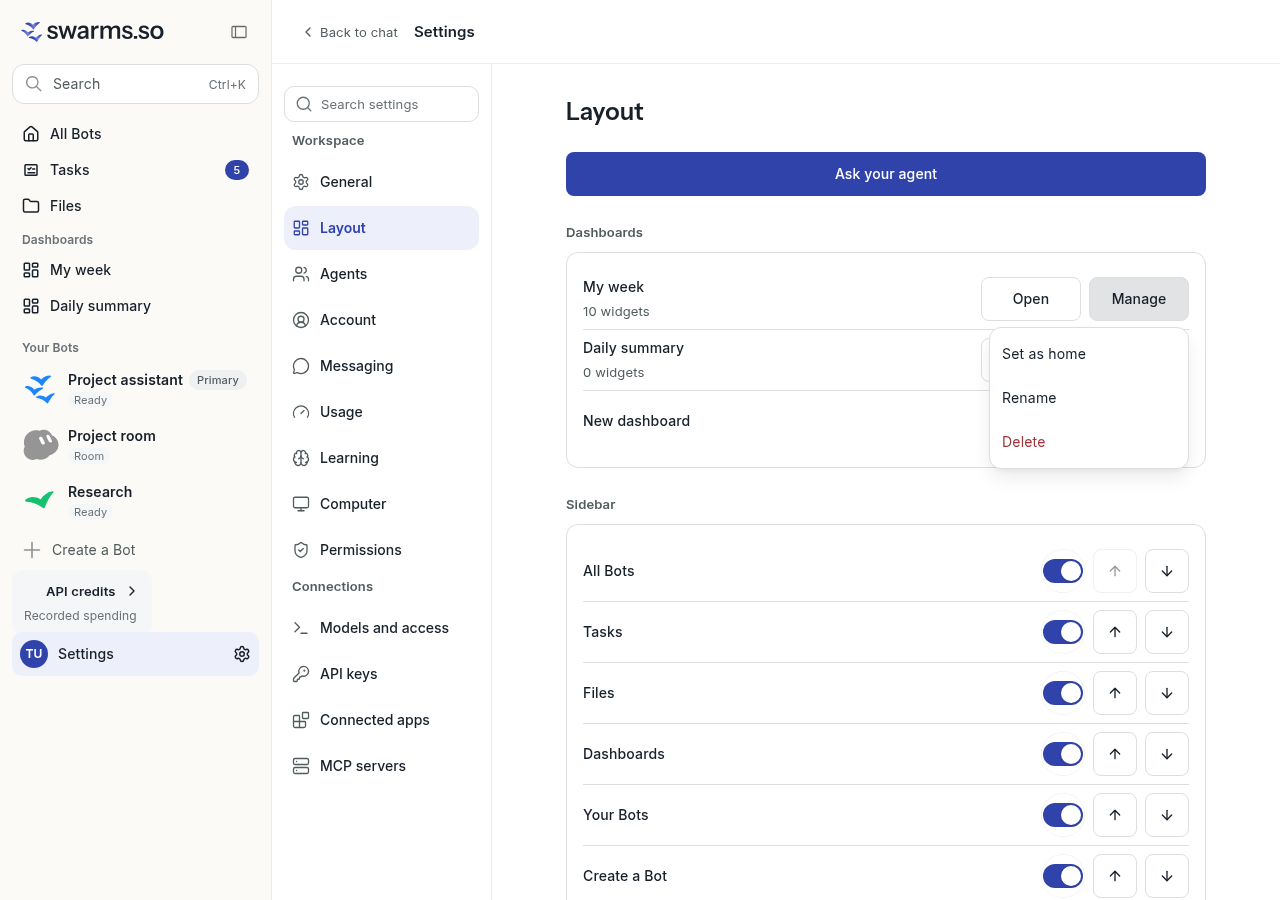 swarms.so
Search Ctrl+K
All Bots
Tasks 5
Files
Dashboards
My week
Daily summary
Your Bots
Project assistant Primary
Ready
Project room
Room
Research
Ready
Create a Bot
API credits
Recorded spending
TU Settings
Back to chat Settings
Search settings
Workspace
General
Layout
Agents
Account
Messaging
Usage
Learning
Computer
Permissions
Connections
Models and access
API keys
Connected apps
MCP servers
Layout
Ask your agent
Dashboards
My week
10 widgets
Open Manage
Daily summary
0 widgets
New dashboard
Set as home
Rename
Delete
Sidebar
All Bots
Tasks
Files
Dashboards
Your Bots
Create a Bot